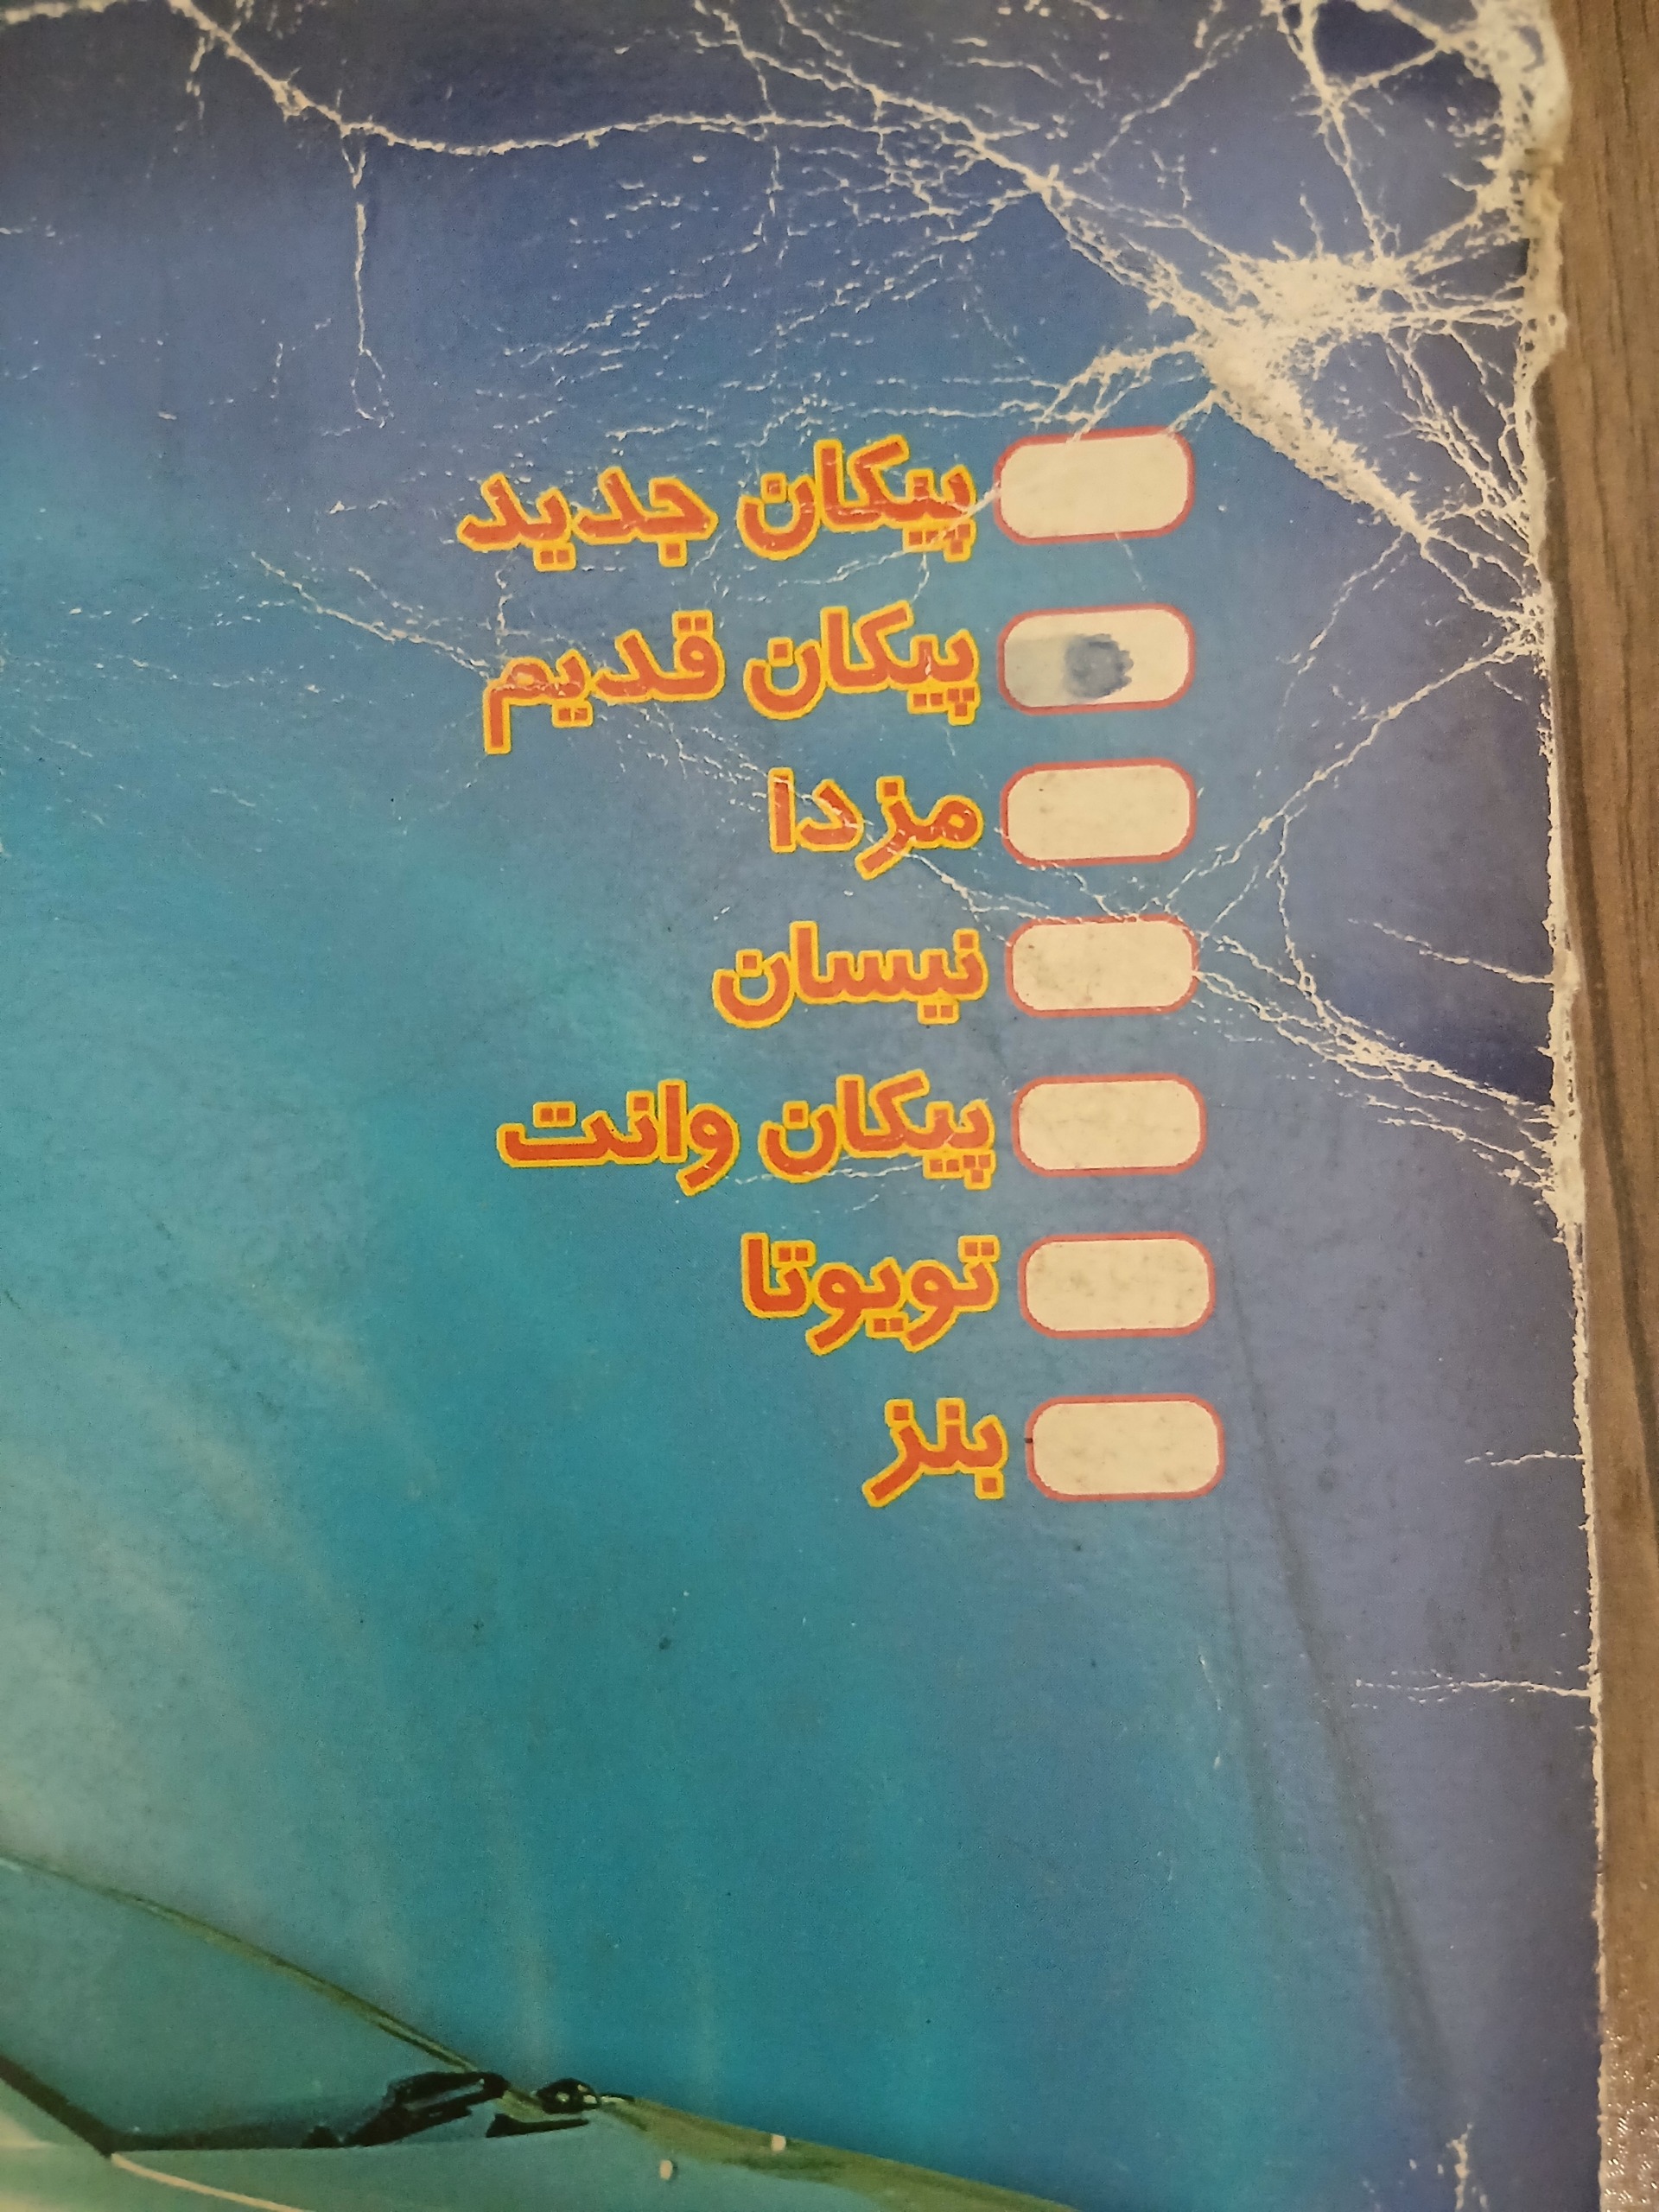 پیکان جدید
پیکان قدیم
مزدا
نیسان
پیکان وانت
تویوتا
بنز